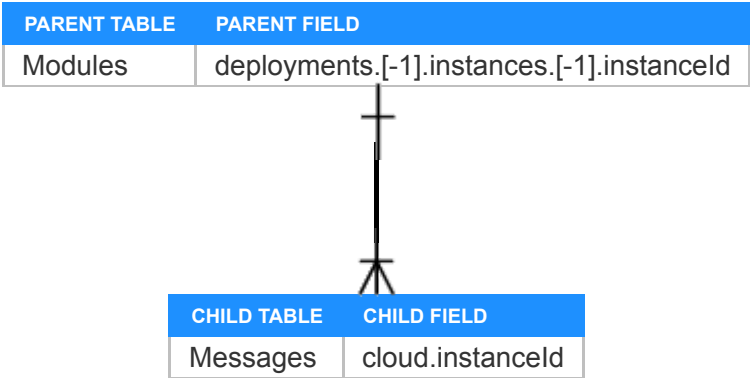 PARENT TABLE PARENT FIELD
Modules deployments.[-1].instances.[-1].instanceId
CHILD TABLE CHILD FIELD
Messages cloud.instanceId